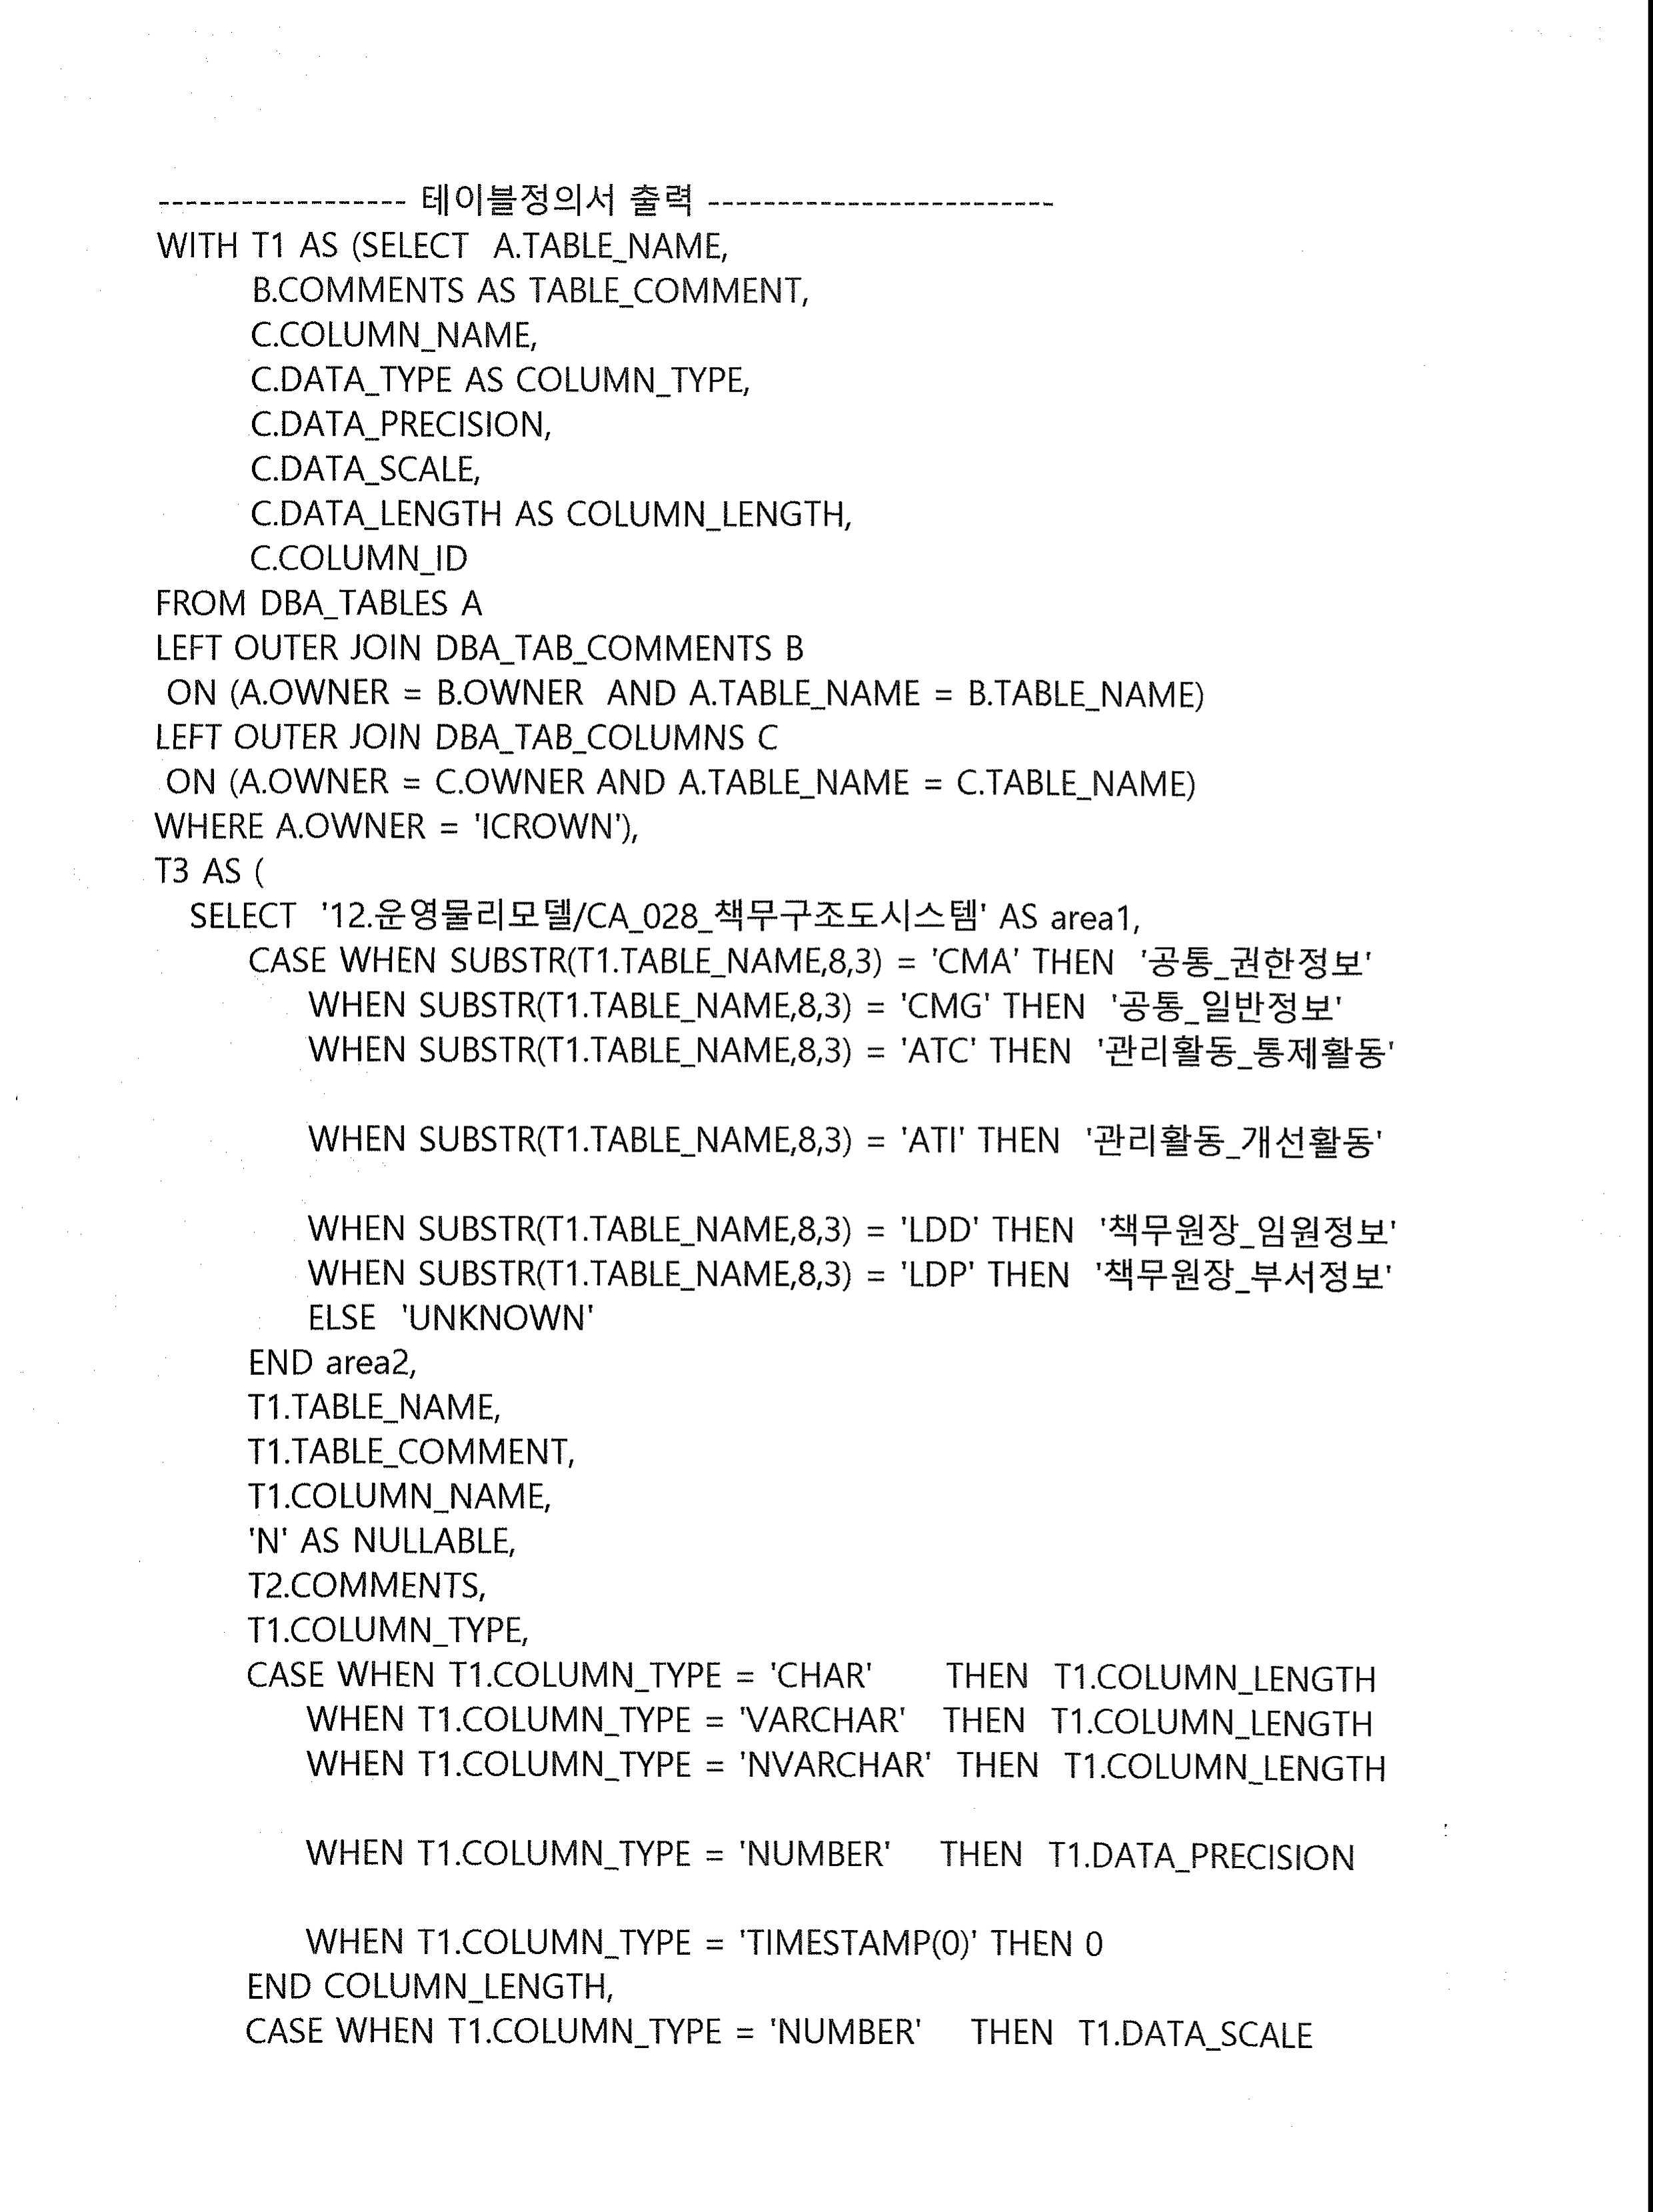 ------------------ 테이블정의서 출력 -------------------------
WITH T1 AS (SELECT  A.TABLE_NAME,
B.COMMENTS AS TABLE_COMMENT,
C.COLUMN_NAME,
C.DATA_TYPE AS COLUMN_TYPE,
C.DATA_PRECISION,
C.DATA_SCALE,
C.DATA_LENGTH AS COLUMN_LENGTH,
C.COLUMN_ID
FROM DBA_TABLES A
LEFT OUTER JOIN DBA_TAB_COMMENTS B
ON (A.OWNER = B.OWNER  AND A.TABLE_NAME = B.TABLE_NAME)
LEFT OUTER JOIN DBA_TAB_COLUMNS C
ON (A.OWNER = C.OWNER AND A.TABLE_NAME = C.TABLE_NAME)
WHERE A.OWNER = 'ICROWN'),
T3 AS (
SELECT  '12.운영물리모델/CA_028_책무구조도시스템' AS area1,
CASE WHEN SUBSTR(T1.TABLE_NAME,8,3) = 'CMA' THEN  '공통_권한정보'
WHEN SUBSTR(T1.TABLE_NAME,8,3) = 'CMG' THEN  '공통_일반정보'
WHEN SUBSTR(T1.TABLE_NAME,8,3) = 'ATC' THEN  '관리활동_통제활동'
WHEN SUBSTR(T1.TABLE_NAME,8,3) = 'ATI' THEN  '관리활동_개선활동'
WHEN SUBSTR(T1.TABLE_NAME,8,3) = 'LDD' THEN  '책무원장_임원정보'
WHEN SUBSTR(T1.TABLE_NAME,8,3) = 'LDP' THEN  '책무원장_부서정보'
ELSE  'UNKNOWN'
END area2,
T1.TABLE_NAME,
T1.TABLE_COMMENT,
T1.COLUMN_NAME,
'N' AS NULLABLE,
T2.COMMENTS,
T1.COLUMN_TYPE,
CASE WHEN T1.COLUMN_TYPE = 'CHAR'      THEN  T1.COLUMN_LENGTH
WHEN T1.COLUMN_TYPE = 'VARCHAR'   THEN  T1.COLUMN_LENGTH
WHEN T1.COLUMN_TYPE = 'NVARCHAR'  THEN  T1.COLUMN_LENGTH
WHEN T1.COLUMN_TYPE = 'NUMBER'    THEN  T1.DATA_PRECISION
WHEN T1.COLUMN_TYPE = 'TIMESTAMP(0)' THEN 0
END COLUMN_LENGTH,
CASE WHEN T1.COLUMN_TYPE = 'NUMBER'    THEN  T1.DATA_SCALE